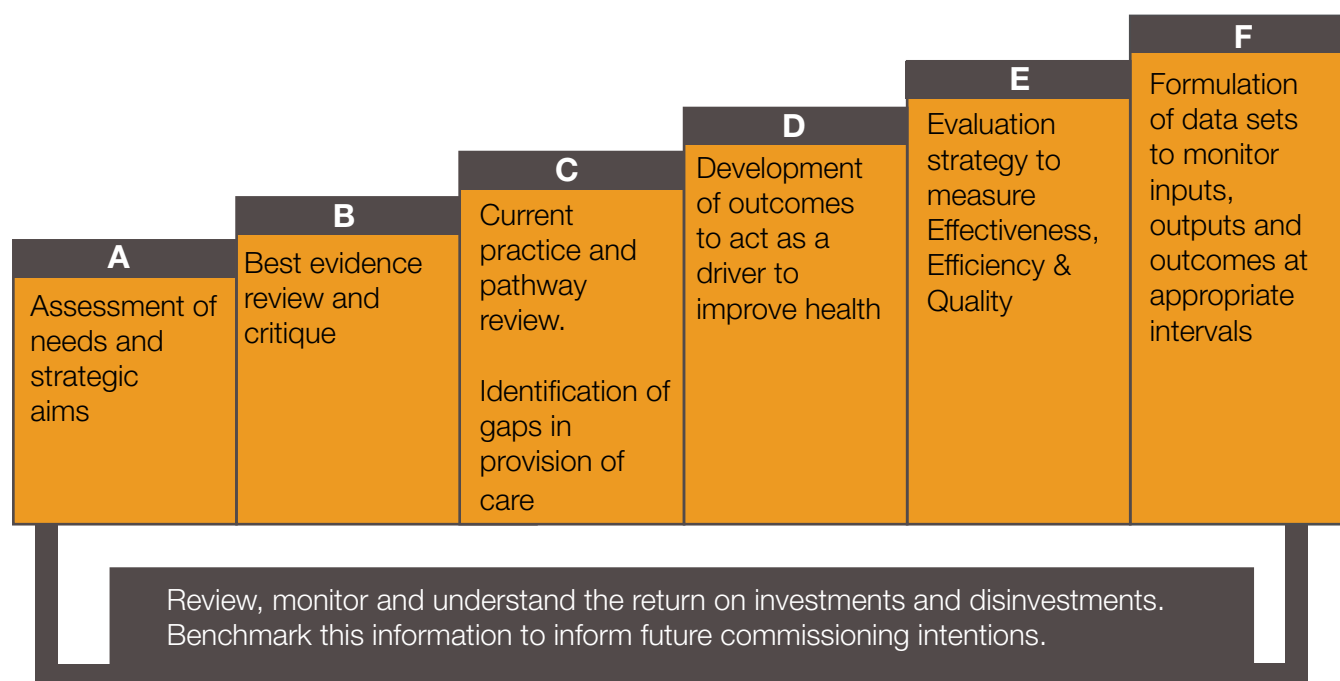 A
Assessment of
needs and
strategic
aims
B
Best evidence
review and
critique
C
Current
practice and
pathway
review.
Identification of
gaps in
provision of
care
D
Development
of outcomes
to act as a
driver to
improve health
E
Evaluation
strategy to
measure
Effectiveness,
Efficiency &
Quality
F
Formulation
of data sets
to monitor
inputs,
outputs and
outcomes at
appropriate
intervals
Review, monitor and understand the return on investments and disinvestments.
Benchmark this information to inform future commissioning intentions.